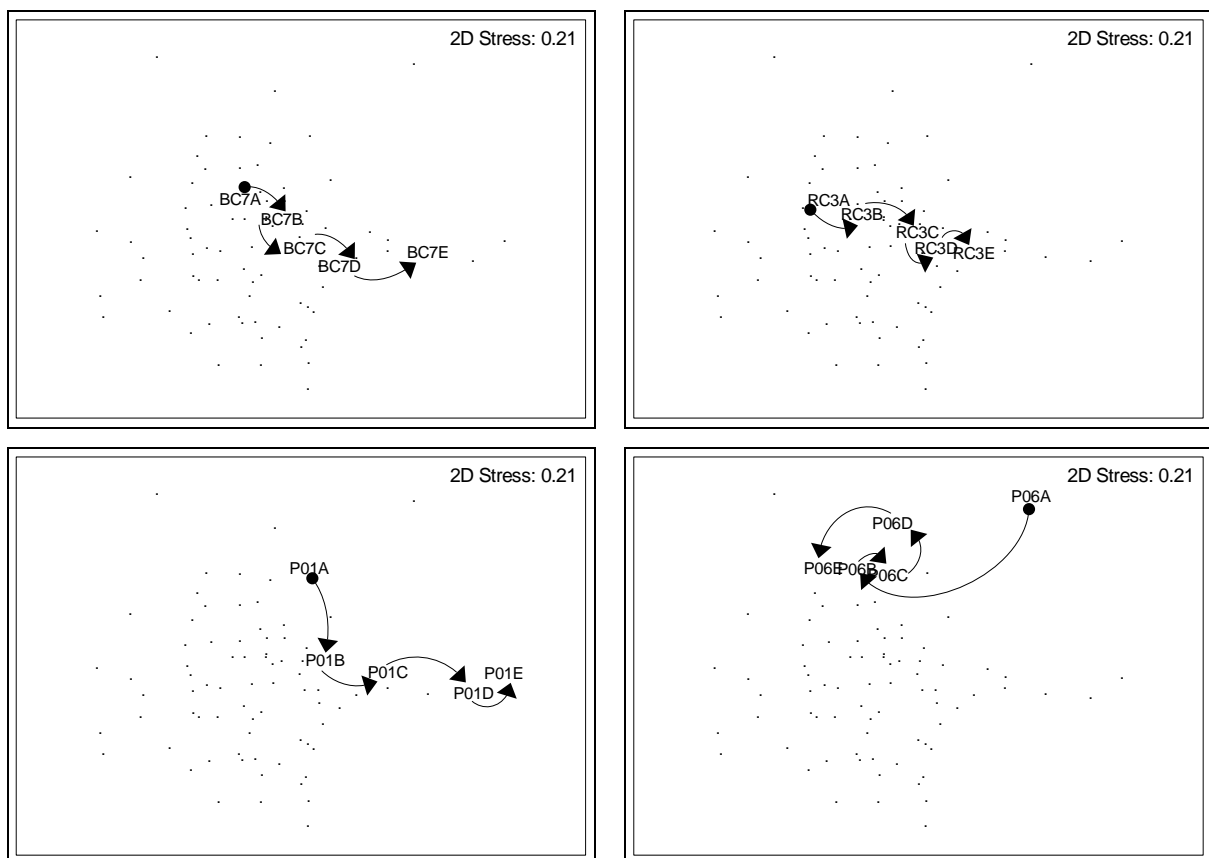 2D Stress: 0.21
BC7A
BC7B
BC7C
BC7D
BC7E
2D Stress: 0.21
RC3A
RC3B
RC3C
RC3D
RC3E
2D Stress: 0.21
P01A
P01B
P01C
P01D
P01E
2D Stress: 0.21
P06A
P06D
P06E
P06B
P06C